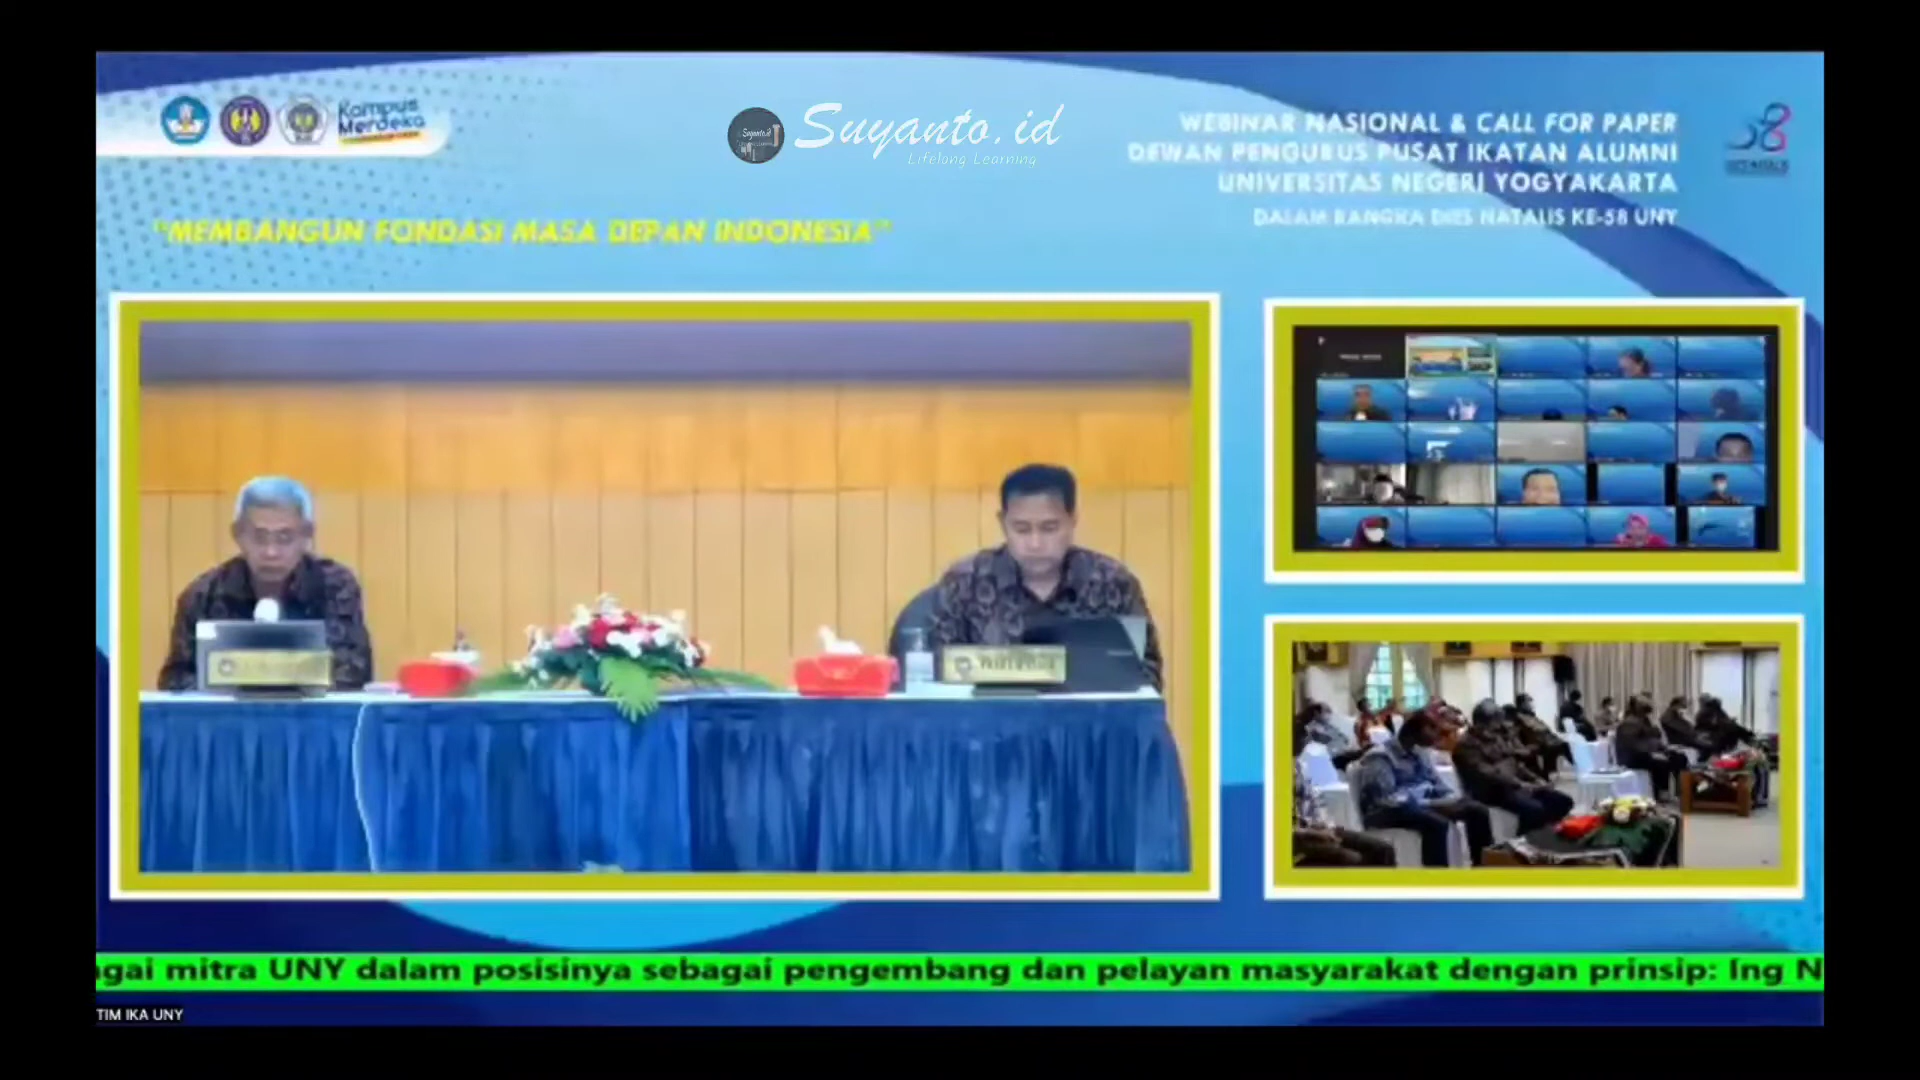 Kampus
Merdeka
Suyanto.id
Lifelong Learning
WEBINAR NASIONAL & CALL FOR PAPER
DEWAN PENGURUS PUSAT IKATAN ALUMNI
UNIVERSITAS NEGERI YOGYAKARTA
DALAM RANGKA DIES NATALIS KE-58 UNY
"MEMBANGUN FONDASI MASA DEPAN INDONESIA"
agai mitra UNY dalam posisinya sebagai pengembang dan pelayan masyarakat dengan prinsip: Ing N
TIM IKA UNY